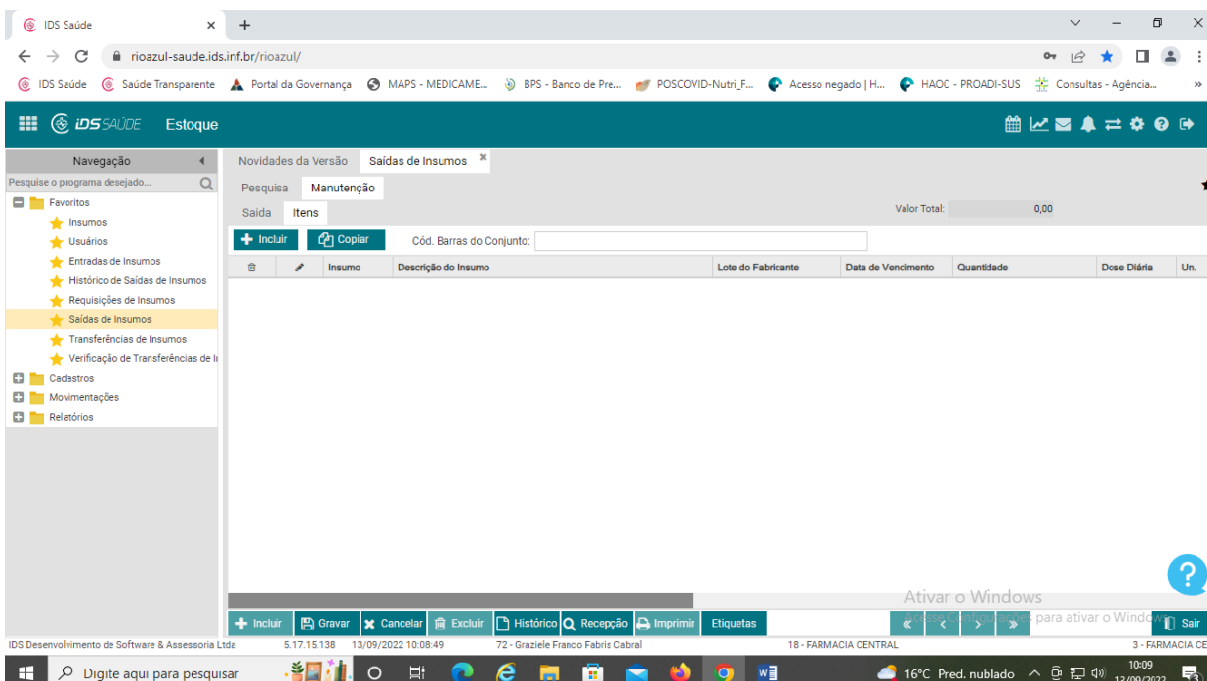 IDS Saúde
rioazul-saude.ids.inf.br/rioazul/
IDS Saúde Saúde Transparente Portal da Governança MAPS - MEDICAME... BPS - Banco de Pre... POSCOVID-Nutri_F... Acesso negado | H... HAOC - PROADI-SUS Consultas - Agência... »
iDS SAÚDE Estoque
Navegação
Novidades da Versão Saídas de Insumos x
Pesquise o programa desejado...
Pesquisa Manutenção
Favoritos
Saida Itens Valor Total: 0,00
Insumos
Usuários
Incluir Copiar Cód. Barras do Conjunto:
Entradas de Insumos
Insumo Descrição do Insumo Lote do Fabricante Data de Vencimento Quantidade Dose Diária Un.
Histórico de Saídas de Insumos
Requisições de Insumos
Saídas de Insumos
Transferências de Insumos
Verificação de Transferências de I
Cadastros
Movimentações
Relatórios
Ativar o Windows
Acesse Configurações para ativar o Windows
Incluir Gravar Cancelar Excluir Histórico Recepção Imprimir Etiquetas « < > » Sair
IDS Desenvolvimento de Software & Assessoria Ltda 5.17.15.138 13/09/2022 10:08:49 72 - Graziele Franco Fabris Cabral 18 - FARMACIA CENTRAL 3 - FARMACIA CE
Digite aqui para pesquisar 16°C Pred. nublado 10:09
13/09/2022